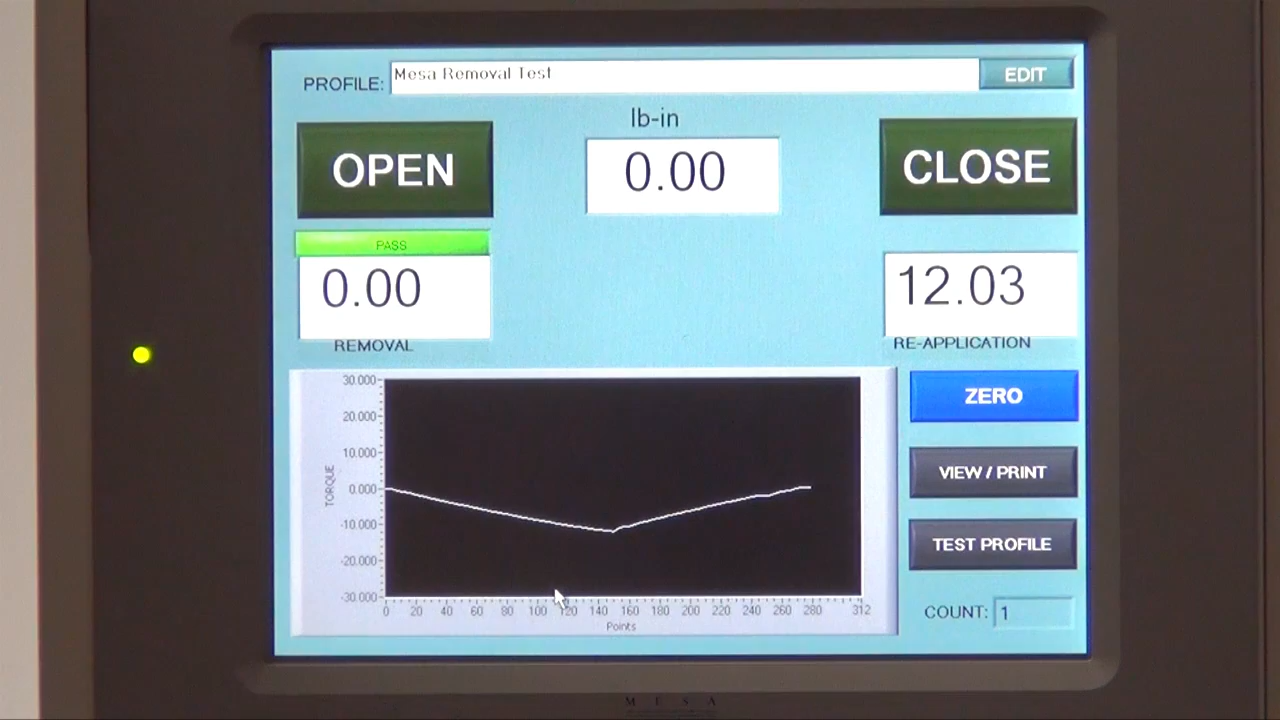 PROFILE: Mesa Removal Test EDIT
lb-in
OPEN 0.00 CLOSE
PASS
0.00 12.03
REMOVAL RE-APPLICATION
30.000
20.000
10.000
0.000
-10.000
-20.000
-30.000
TORQUE
0 20 40 60 80 100 120 140 160 180 200 220 240 260 280 312
Points
ZERO
VIEW / PRINT
TEST PROFILE
COUNT: 1
MESA